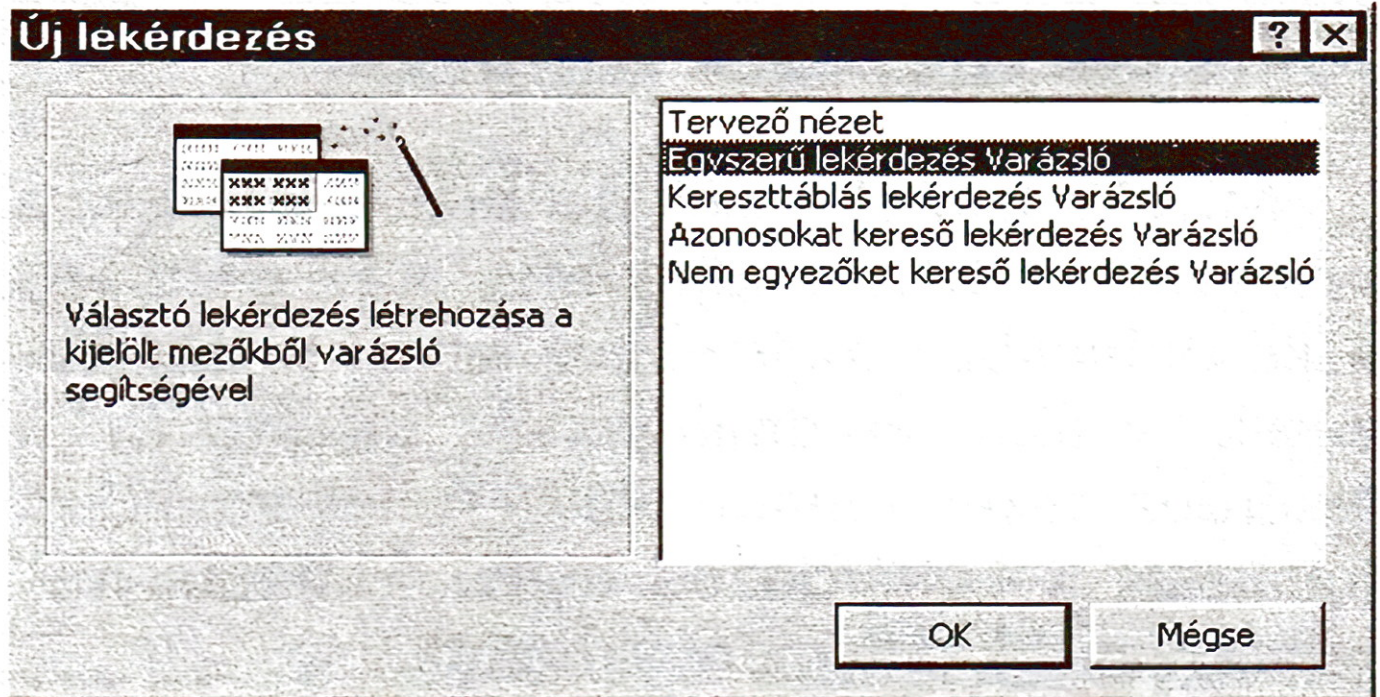 Új lekérdezés
Választó lekérdezés létrehozása a
kijelölt mezőkből varázsló
segítségével
Tervező nézet
Egyszerű lekérdezés Varázsló
Kereszttáblás lekérdezés Varázsló
Azonosokat kereső lekérdezés Varázsló
Nem egyezőket kereső lekérdezés Varázsló
OK
Mégse